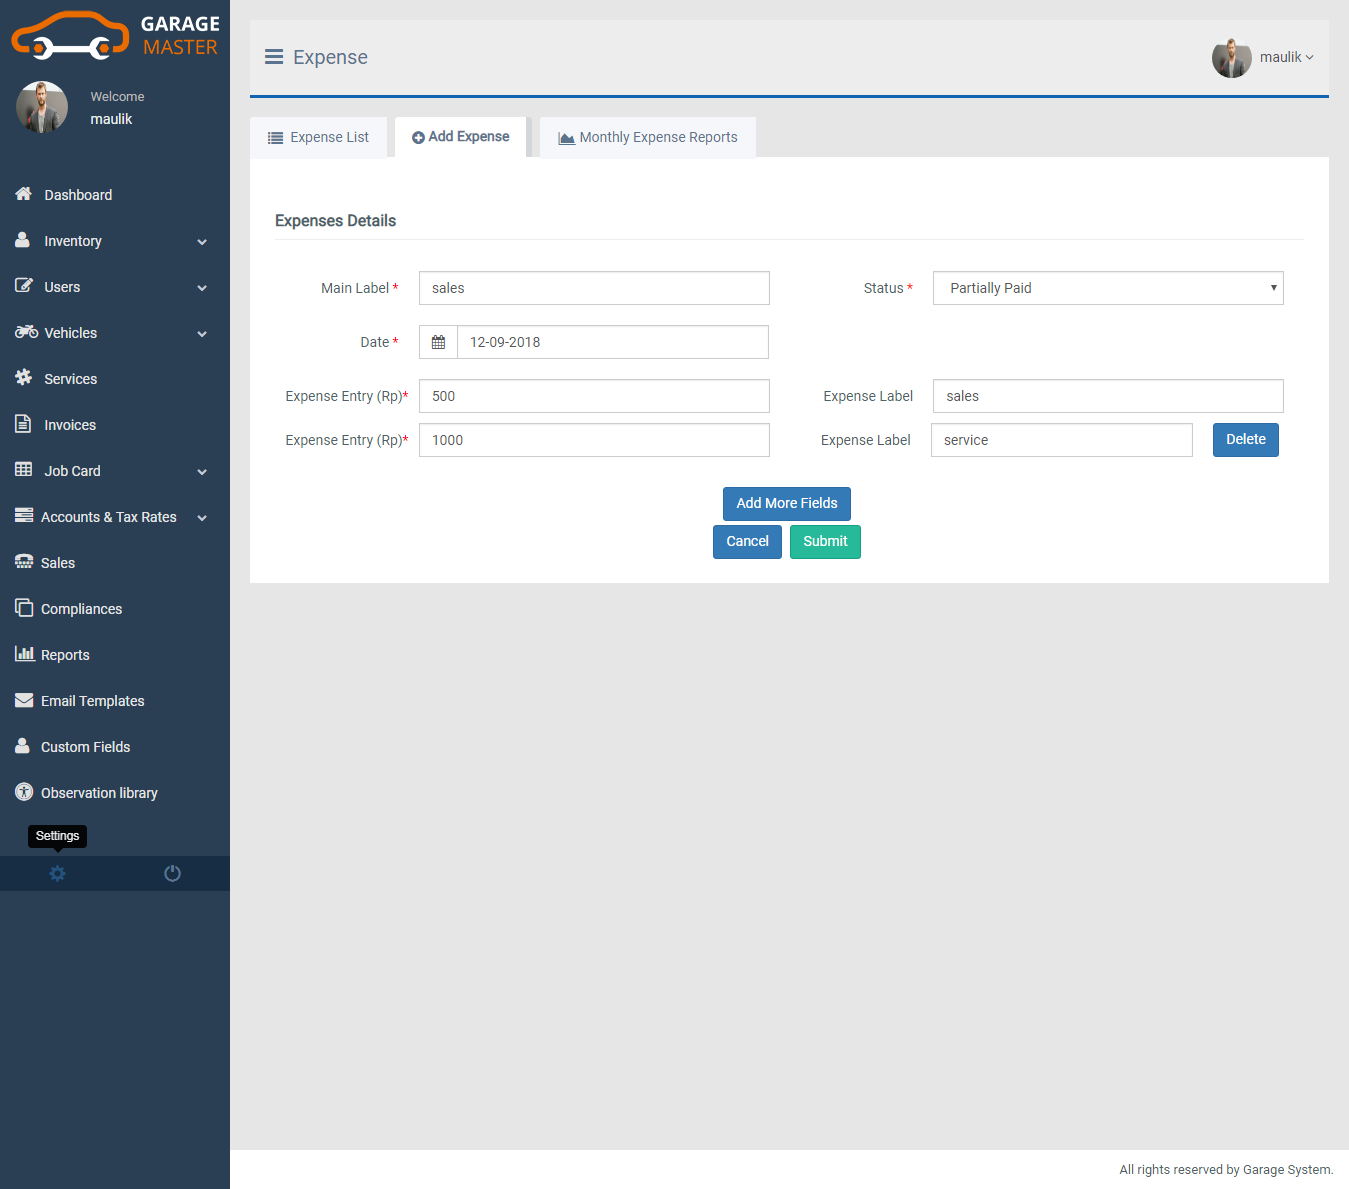 GARAGE
MASTER
Welcome
maulik
Dashboard
Inventory
Users
Vehicles
Services
Invoices
Job Card
Accounts & Tax Rates
Sales
Compliances
Reports
Email Templates
Custom Fields
Observation library
Settings
Expense
maulik
Expense List
Add Expense
Monthly Expense Reports
Expenses Details
Main Label * sales Status * Partially Paid
Date * 12-09-2018
Expense Entry (Rp)* 500 Expense Label sales
Expense Entry (Rp)* 1000 Expense Label service Delete
Add More Fields
Cancel Submit
All rights reserved by Garage System.